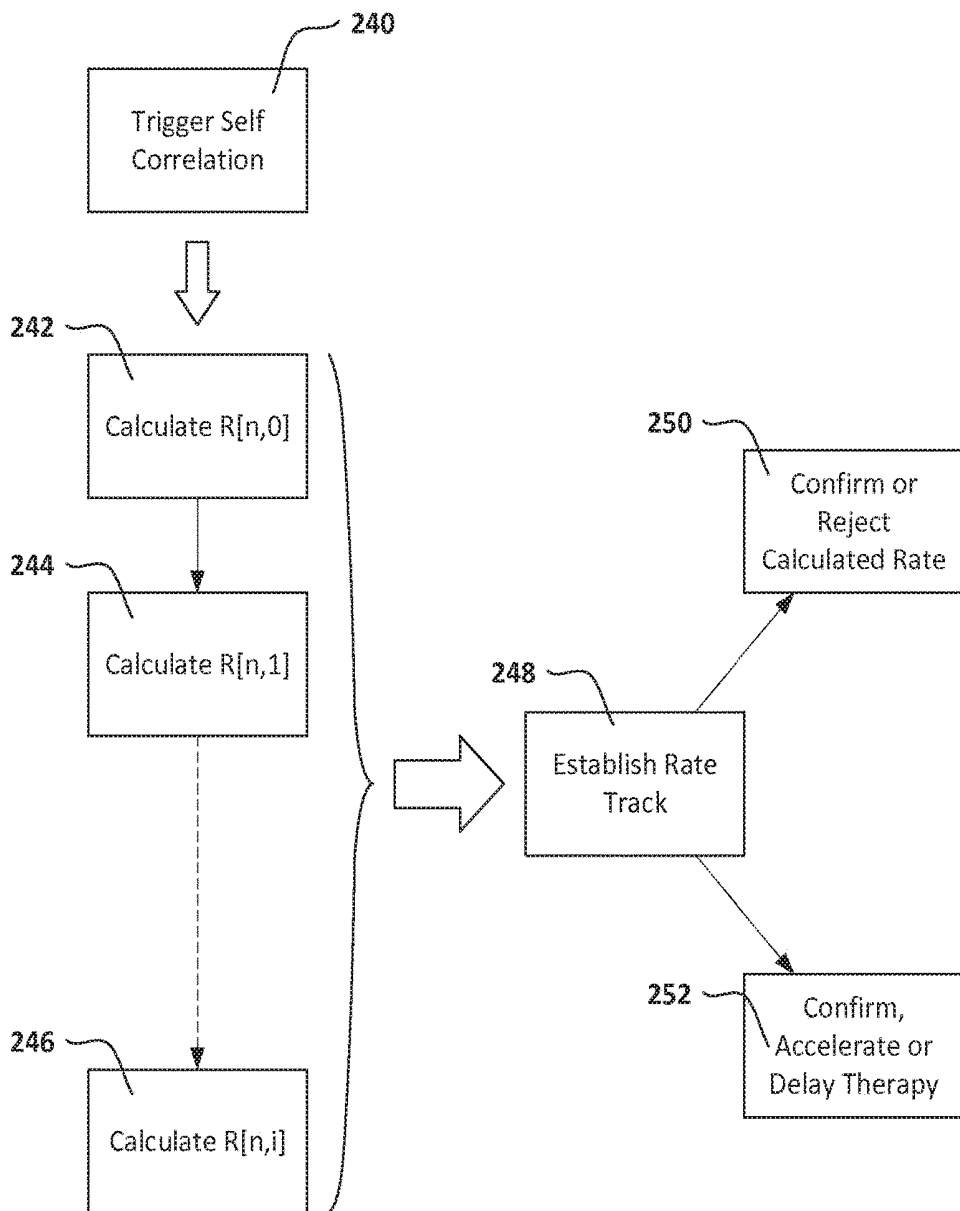 240
Trigger Self
Correlation
242
Calculate R[n,0]
244
Calculate R[n,1]
246
Calculate R[n,i]
248
Establish Rate
Track
250
Confirm or
Reject
Calculated Rate
252
Confirm,
Accelerate or
Delay Therapy